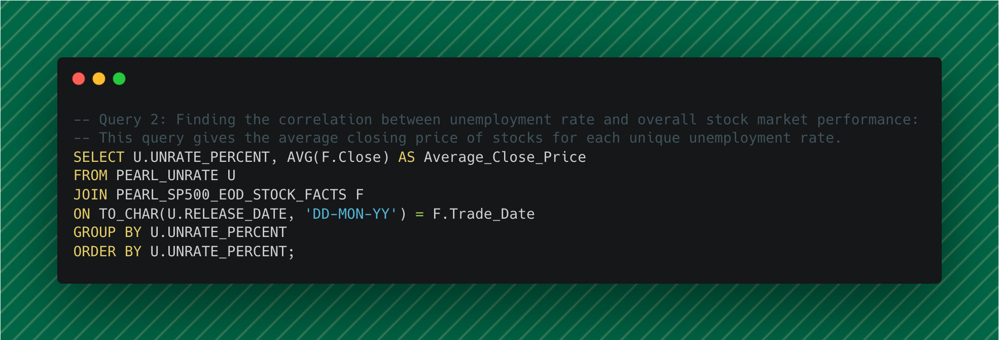 -- Query 2: Finding the correlation between unemployment rate and overall stock market performance:
-- This query gives the average closing price of stocks for each unique unemployment rate.
SELECT U.UNRATE_PERCENT, AVG(F.Close) AS Average_Close_Price
FROM PEARL_UNRATE U
JOIN PEARL_SP500_EOD_STOCK_FACTS F
ON TO_CHAR(U.RELEASE_DATE, 'DD-MON-YY') = F.Trade_Date
GROUP BY U.UNRATE_PERCENT
ORDER BY U.UNRATE_PERCENT;